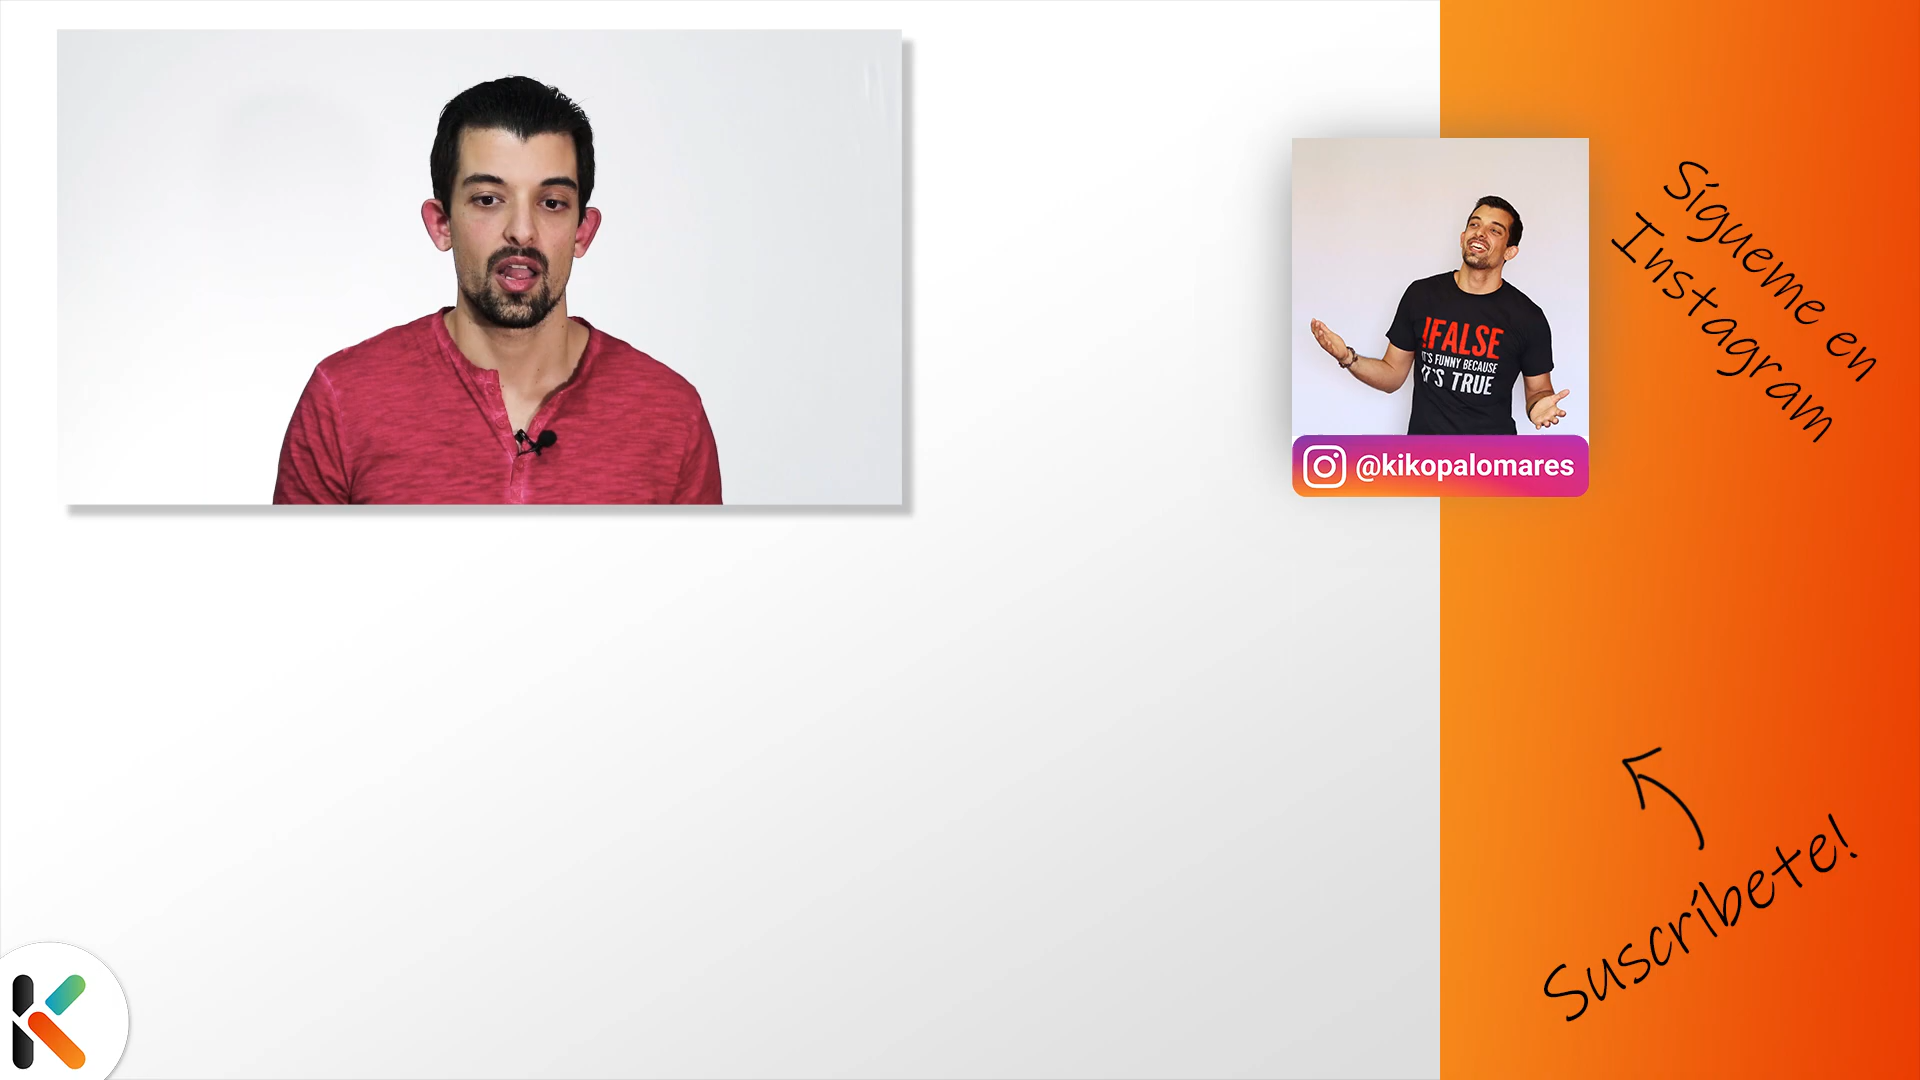 Sígueme en
Instagram
!FALSE
IT'S FUNNY BECAUSE
IT'S TRUE
@kikopalomares
Suscríbete!